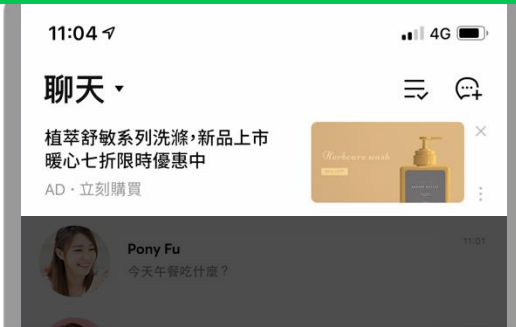 11:04
4G
聊天
植萃舒敏系列洗滌，新品上市
暖心七折限時優惠中
AD・立刻購買
Herbcare wash
Pony Fu
11:01
今天午餐吃什麼？